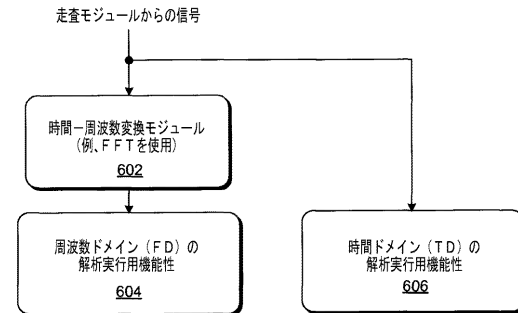 走査モジュールからの信号
時間－周波数変換モジュール
(例、FFTを使用)
602
周波数ドメイン(FD)の
解析実行用機能性
604
時間ドメイン(TD)の
解析実行用機能性
606